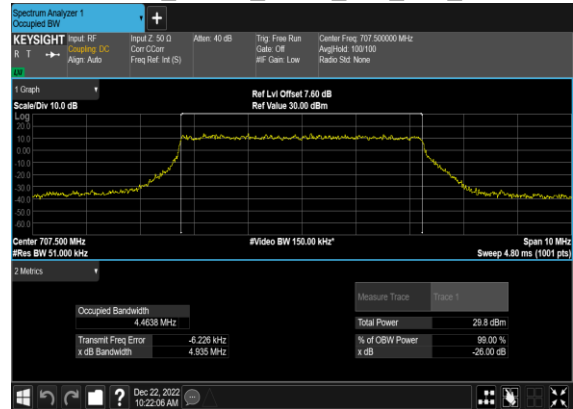 Spectrum Analyzer 1
Occupied BW
+
KEYSIGHT Input: RF Input Z: 50 Ω Atten: 40 dB Trig: Free Run Center Freq: 707.500000 MHz
R T Coupling: DC Corr CCorr Gate: Off Avg|Hold: 100/100
Align: Auto Freq Ref: Int (S) #IF Gain: Low Radio Std: None
LW
1 Graph Ref Lvl Offset 7.60 dB
Scale/Div 10.0 dB Ref Value 30.00 dBm
Log
20.0
10.0
0.00
-10.0
-20.0
-30.0
-40.0
-50.0
-60.0
Center 707.500 MHz #Video BW 150.00 kHz* Span 10 MHz
#Res BW 51.000 kHz Sweep 4.80 ms (1001 pts)
2 Metrics
Measure Trace Trace 1
Occupied Bandwidth
4.4638 MHz Total Power 29.8 dBm
Transmit Freq Error -6.226 kHz % of OBW Power 99.00 %
x dB Bandwidth 4.935 MHz x dB -26.00 dB
? Dec 22, 2022
10:22:06 AM